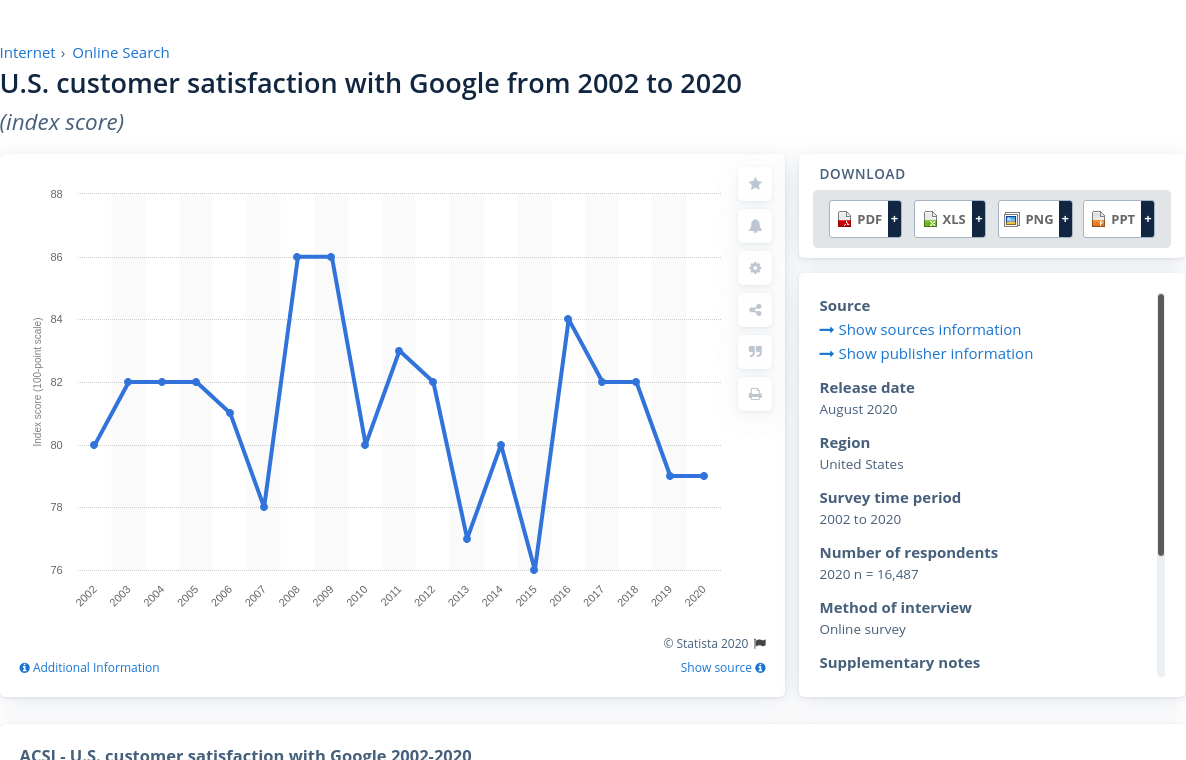 Internet › Online Search
U.S. customer satisfaction with Google from 2002 to 2020
(index score)
88
86
84
82
80
78
76
Index score (100-point scale)
2002 2003 2004 2005 2006 2007 2008 2009 2010 2011 2012 2013 2014 2015 2016 2017 2018 2019 2020
© Statista 2020
Additional Information
Show source
DOWNLOAD
PDF + XLS + PNG + PPT +
Source
Show sources information
Show publisher information
Release date
August 2020
Region
United States
Survey time period
2002 to 2020
Number of respondents
2020 n = 16,487
Method of interview
Online survey
Supplementary notes
ACSI - U.S. customer satisfaction with Google 2002-2020